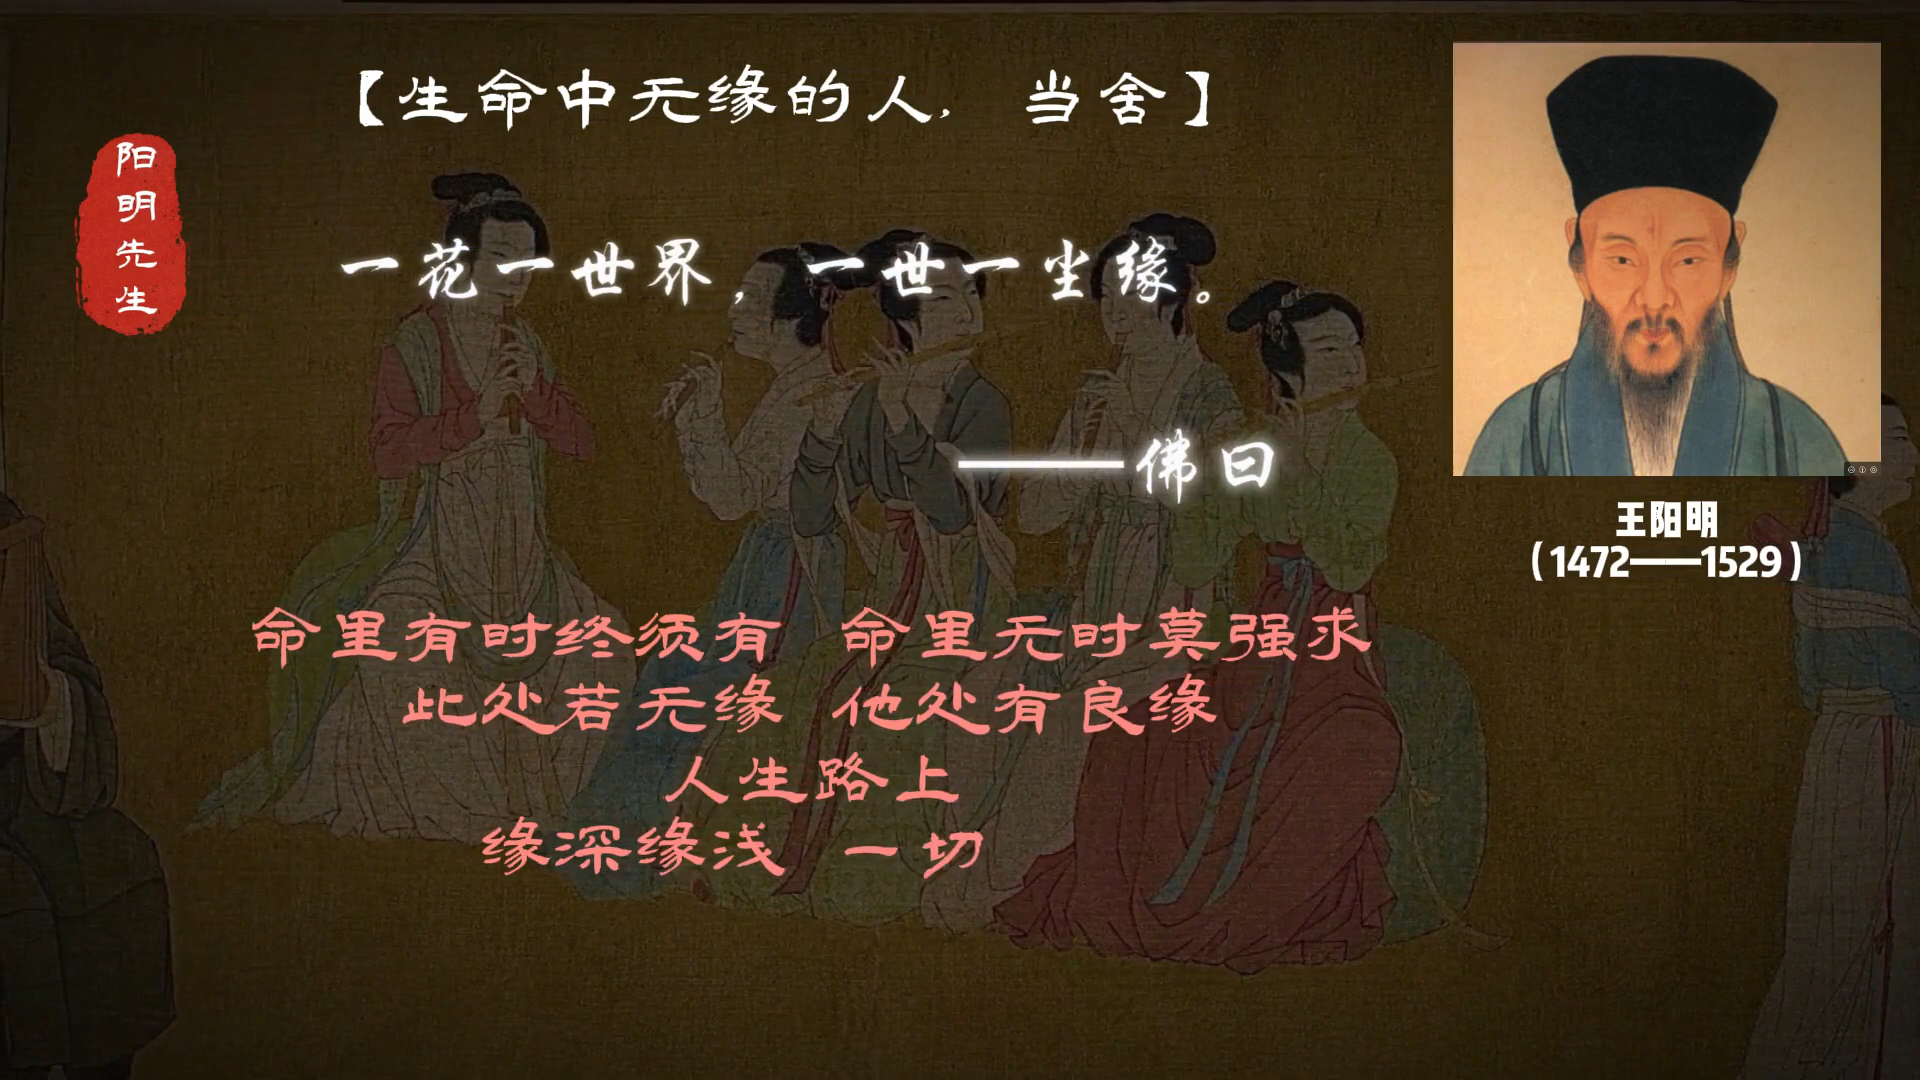 【生命中无缘的人，当舍】
阳明先生
一花一世界，一世一尘缘。
——佛曰
王阳明
（1472——1529）
命里有时终须有 命里无时莫强求
此处若无缘 他处有良缘
人生路上
缘深缘浅 一切